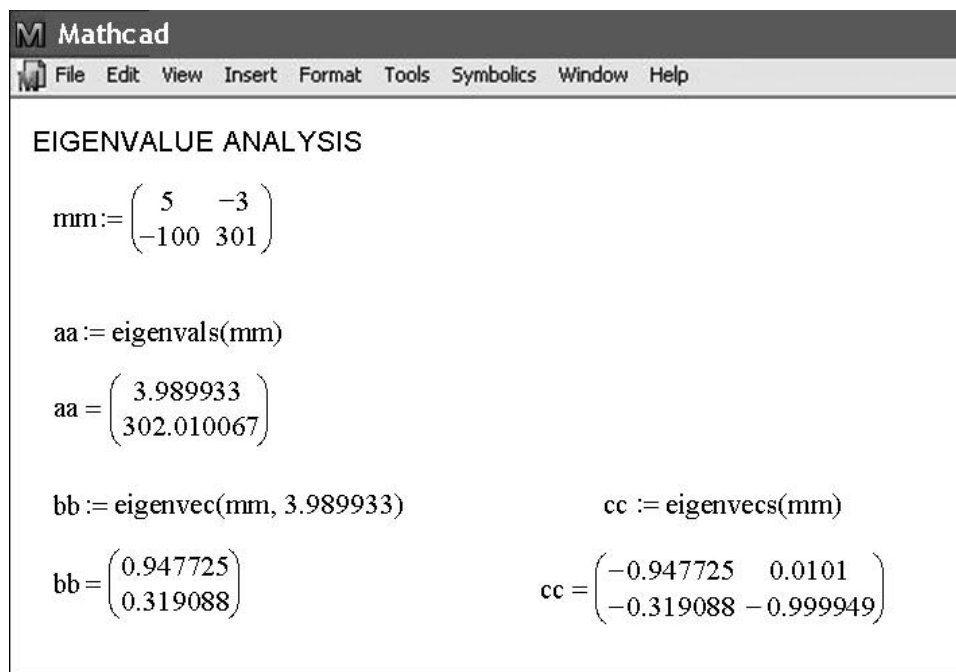 Mathcad
File Edit View Insert Format Tools Symbolics Window Help
EIGENVALUE ANALYSIS
mm := ( 5 −3
−100 301 )
aa := eigenvals(mm)
aa = ( 3.989933
302.010067 )
bb := eigenvec(mm, 3.989933) cc := eigenvecs(mm)
bb = ( 0.947725
0.319088 )
cc = ( −0.947725 0.0101
−0.319088 −0.999949 )